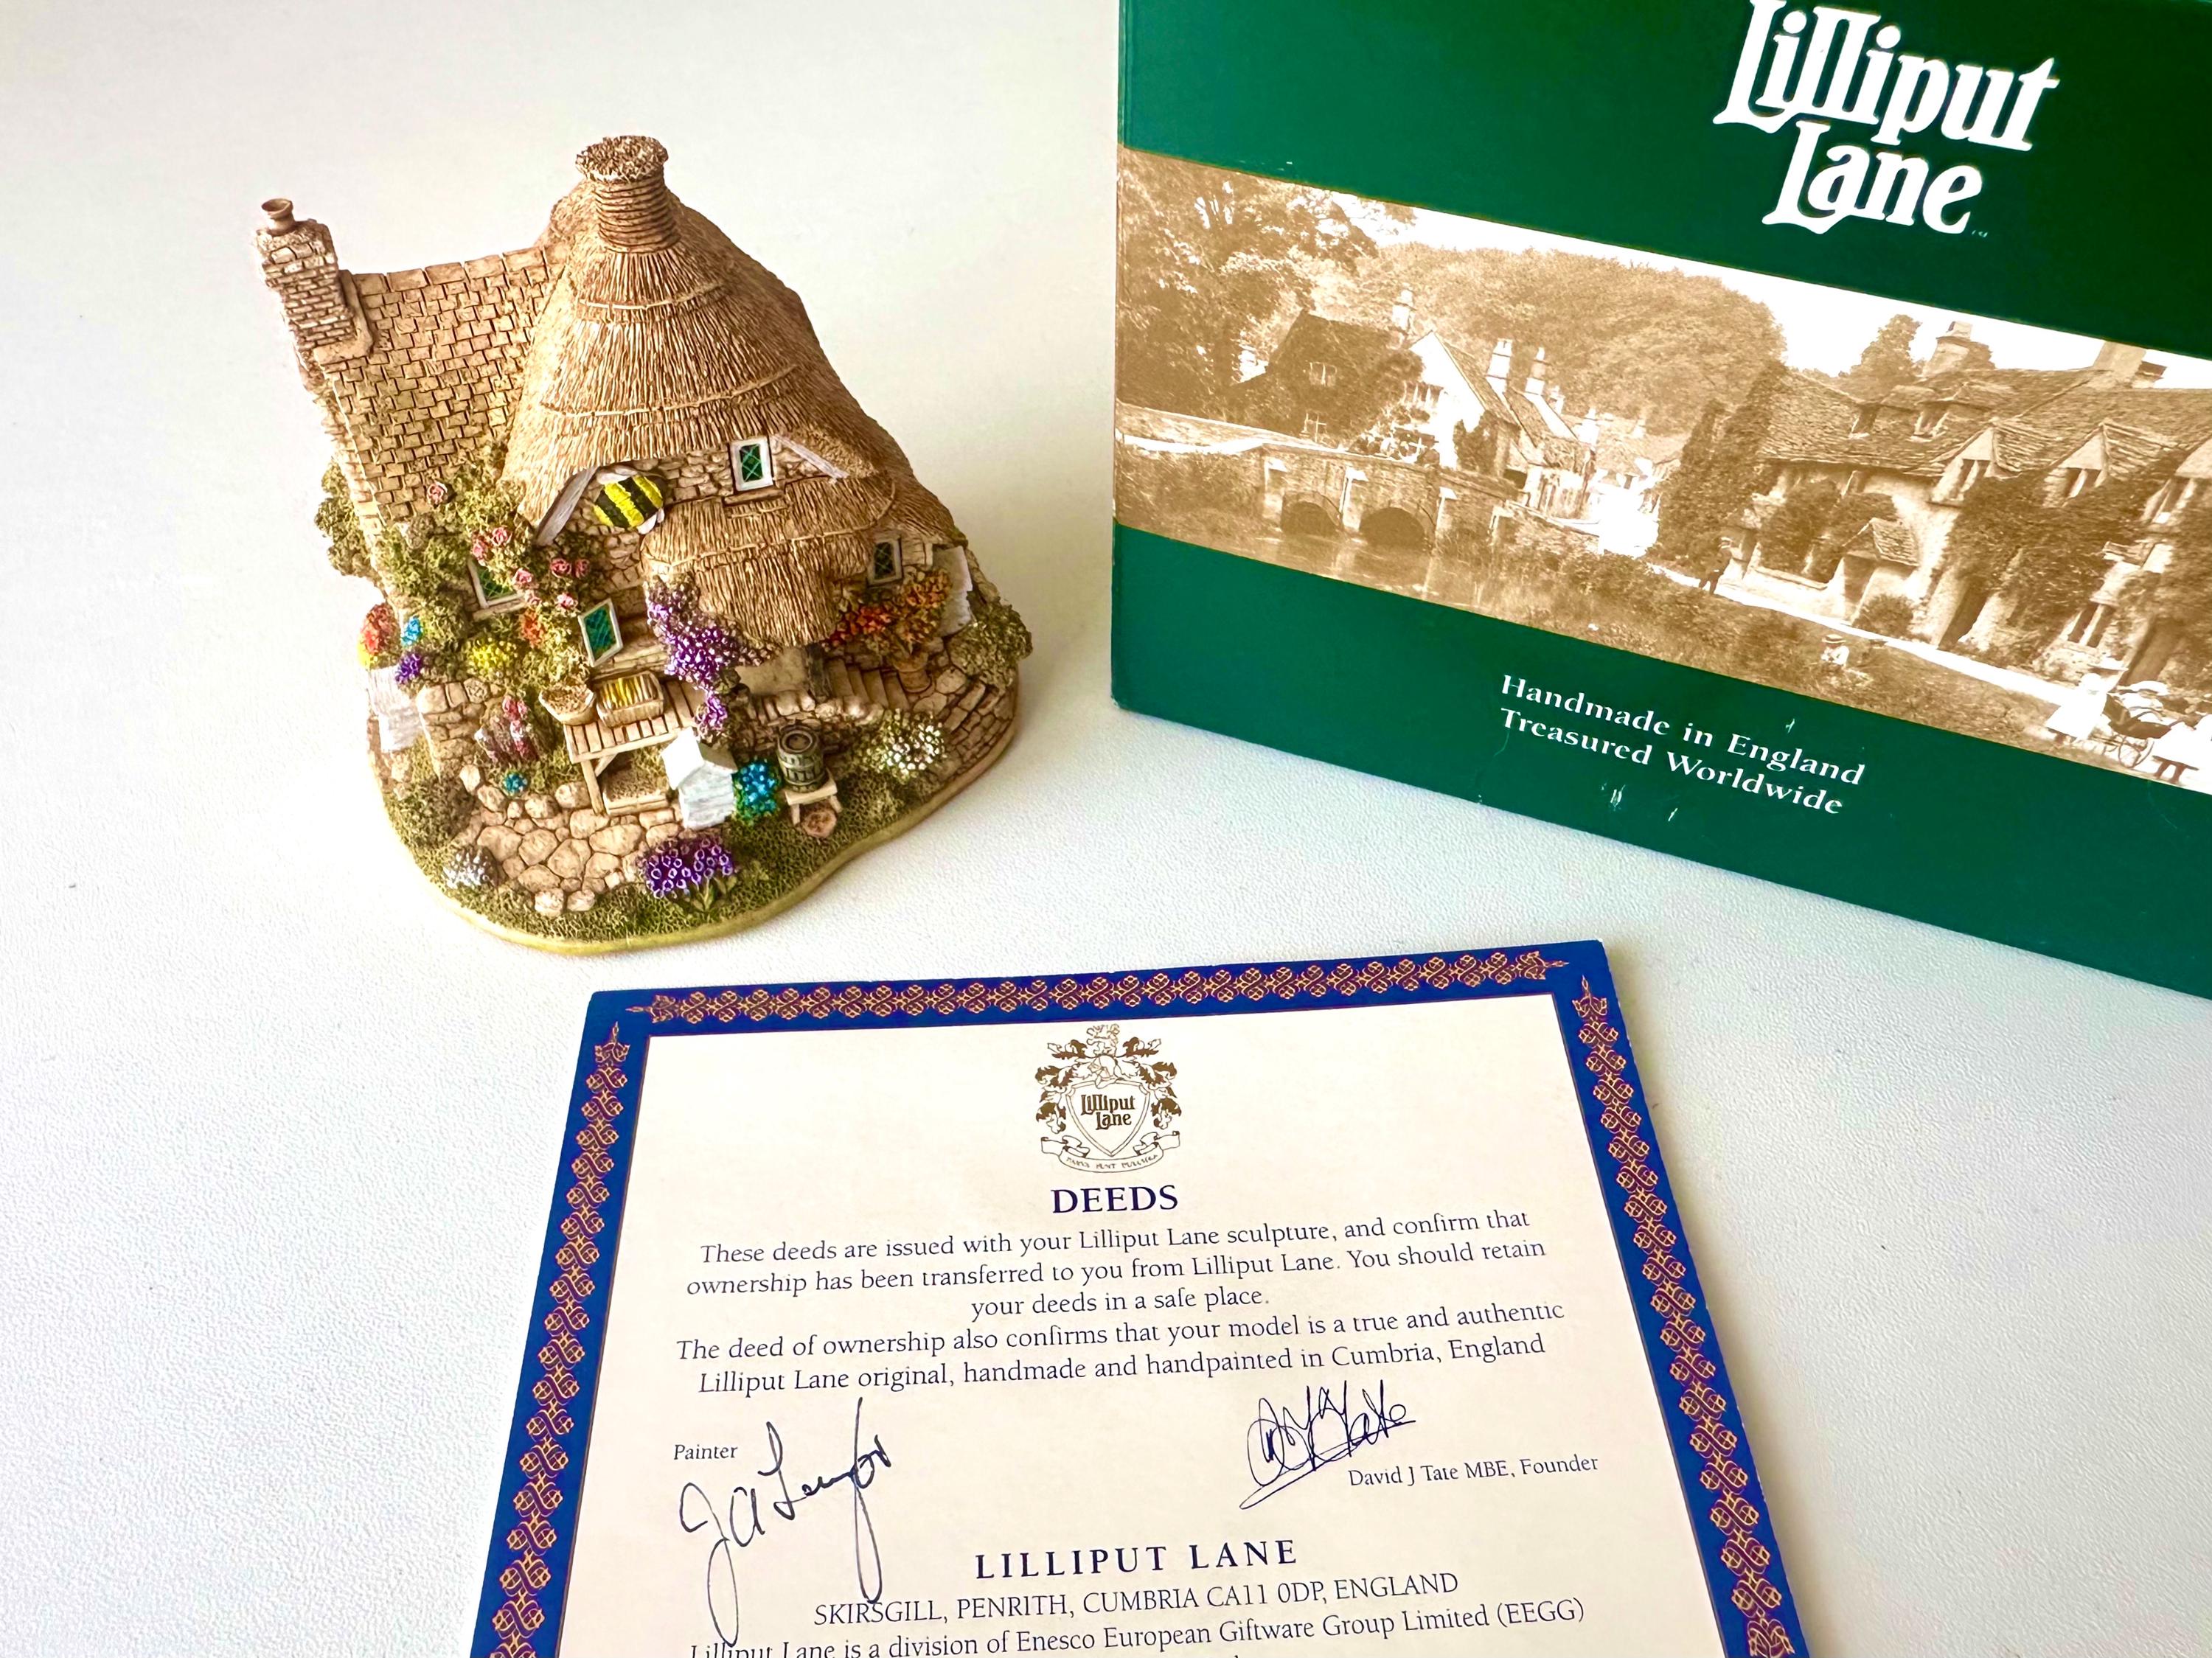 Lilliput
Lane
Handmade in England
Treasured Worldwide
Lilliput
Lane
DEEDS
These deeds are issued with your Lilliput Lane sculpture, and confirm that
ownership has been transferred to you from Lilliput Lane. You should retain
your deeds in a safe place.
The deed of ownership also confirms that your model is a true and authentic
Lilliput Lane original, handmade and handpainted in Cumbria, England
Painter
David J Tate MBE, Founder
LILLIPUT LANE
SKIRSGILL, PENRITH, CUMBRIA CA11 0DP, ENGLAND
Lilliput Lane is a division of Enesco European Giftware Group Limited (EEGG)